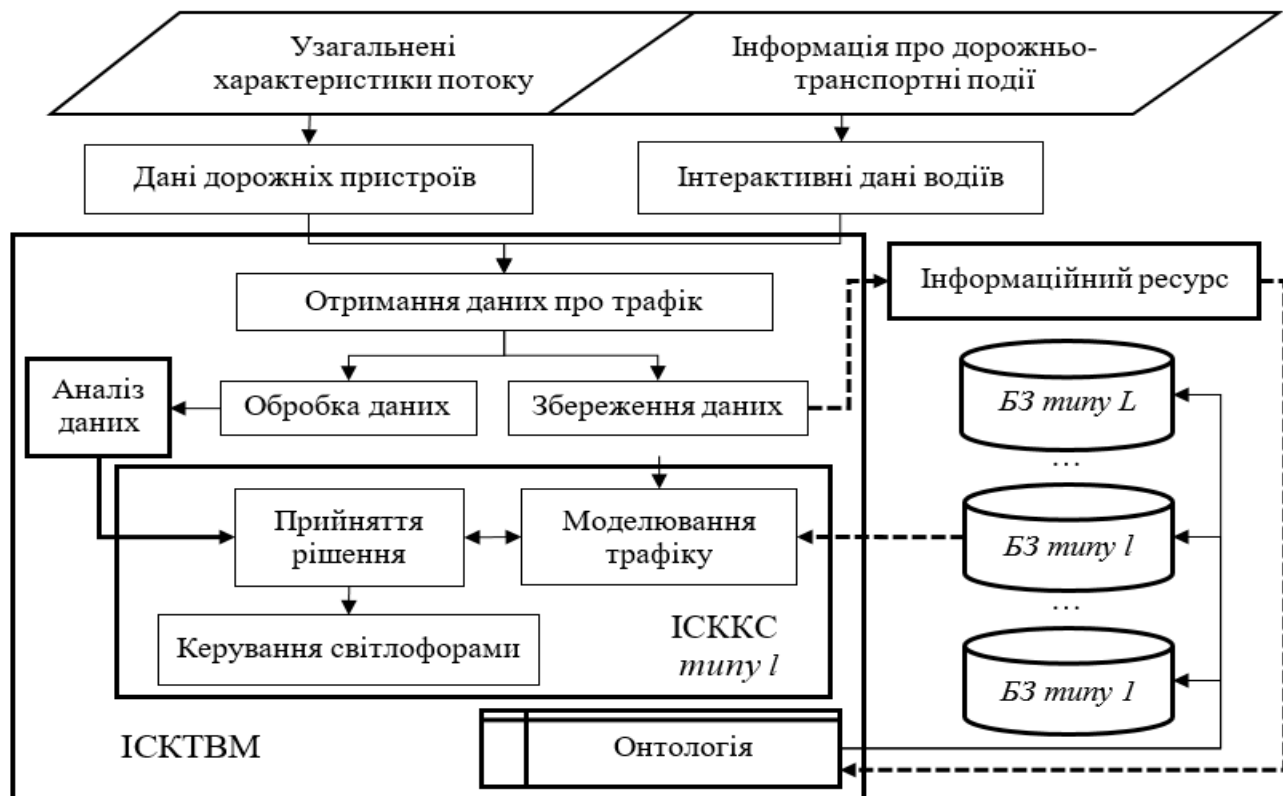 Узагальнені
характеристики потоку
Інформація про дорожньо-
транспортні події
Дані дорожніх пристроїв
Інтерактивні дані водіїв
Отримання даних про трафік
Інформаційний ресурс
Аналіз
даних
Обробка даних
Збереження даних
БЗ типу L
...
Прийняття
рішення
Моделювання
трафіку
БЗ типу l
...
Керування світлофорами
ІСККС
типу l
БЗ типу 1
ІСКТВМ
Онтологія